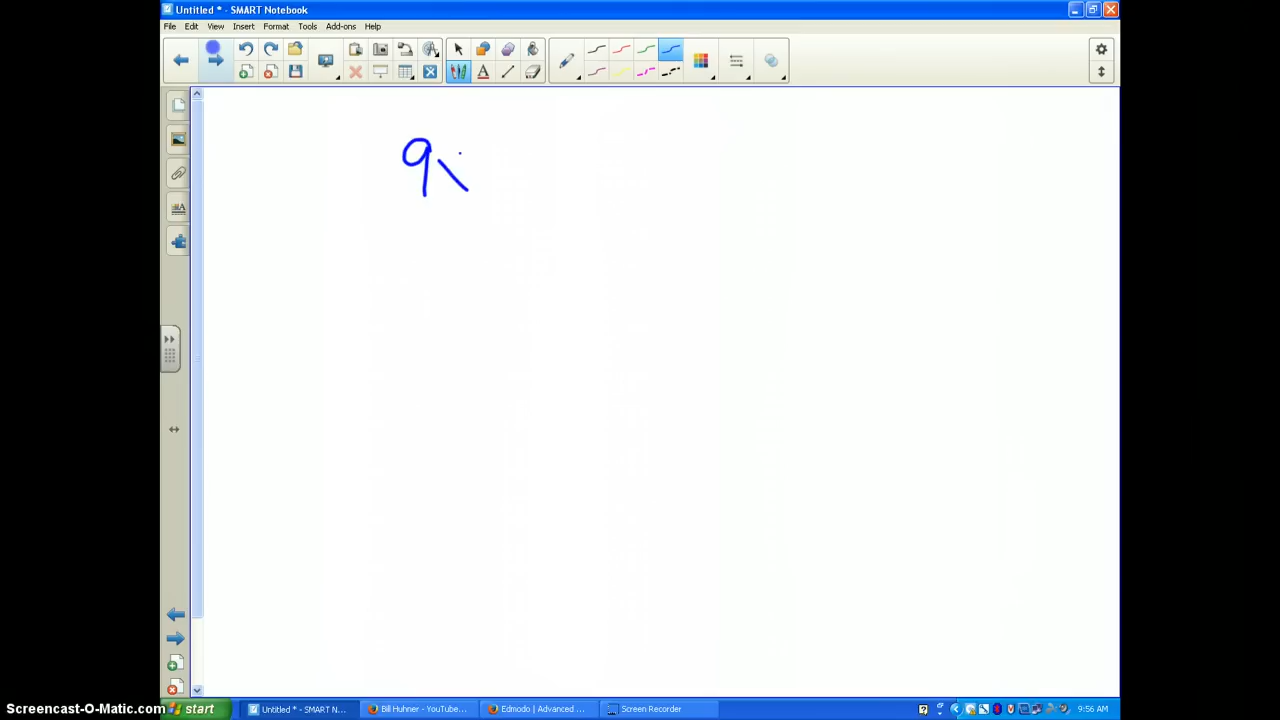 Untitled * - SMART Notebook
File Edit View Insert Format Tools Add-ons Help
9
Screencast-O-Matic.com
start
Untitled * - SMART N...
Bill Huhner - YouTube...
Edmodo | Advanced ...
Screen Recorder
9:56 AM